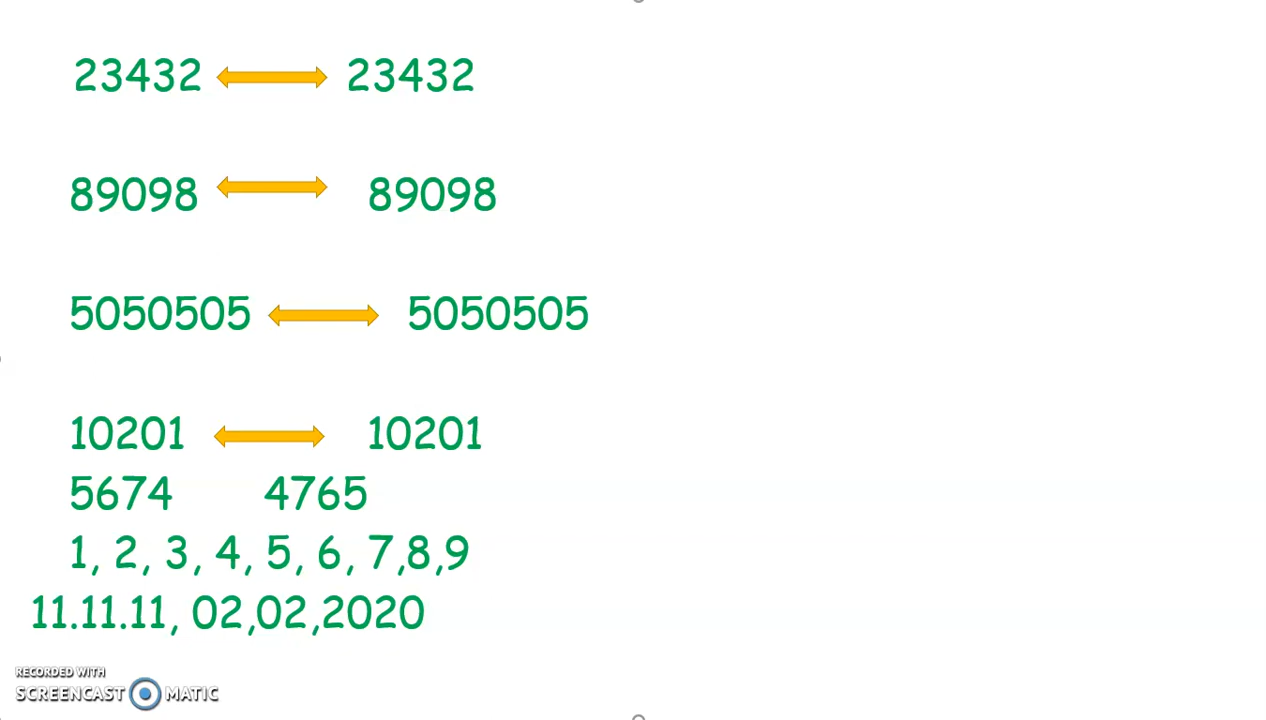 23432 23432
89098 89098
5050505 5050505
10201 10201
5674 4765
1, 2, 3, 4, 5, 6, 7,8,9
11.11.11, 02,02,2020
RECORDED WITH
SCREENCAST MATIC